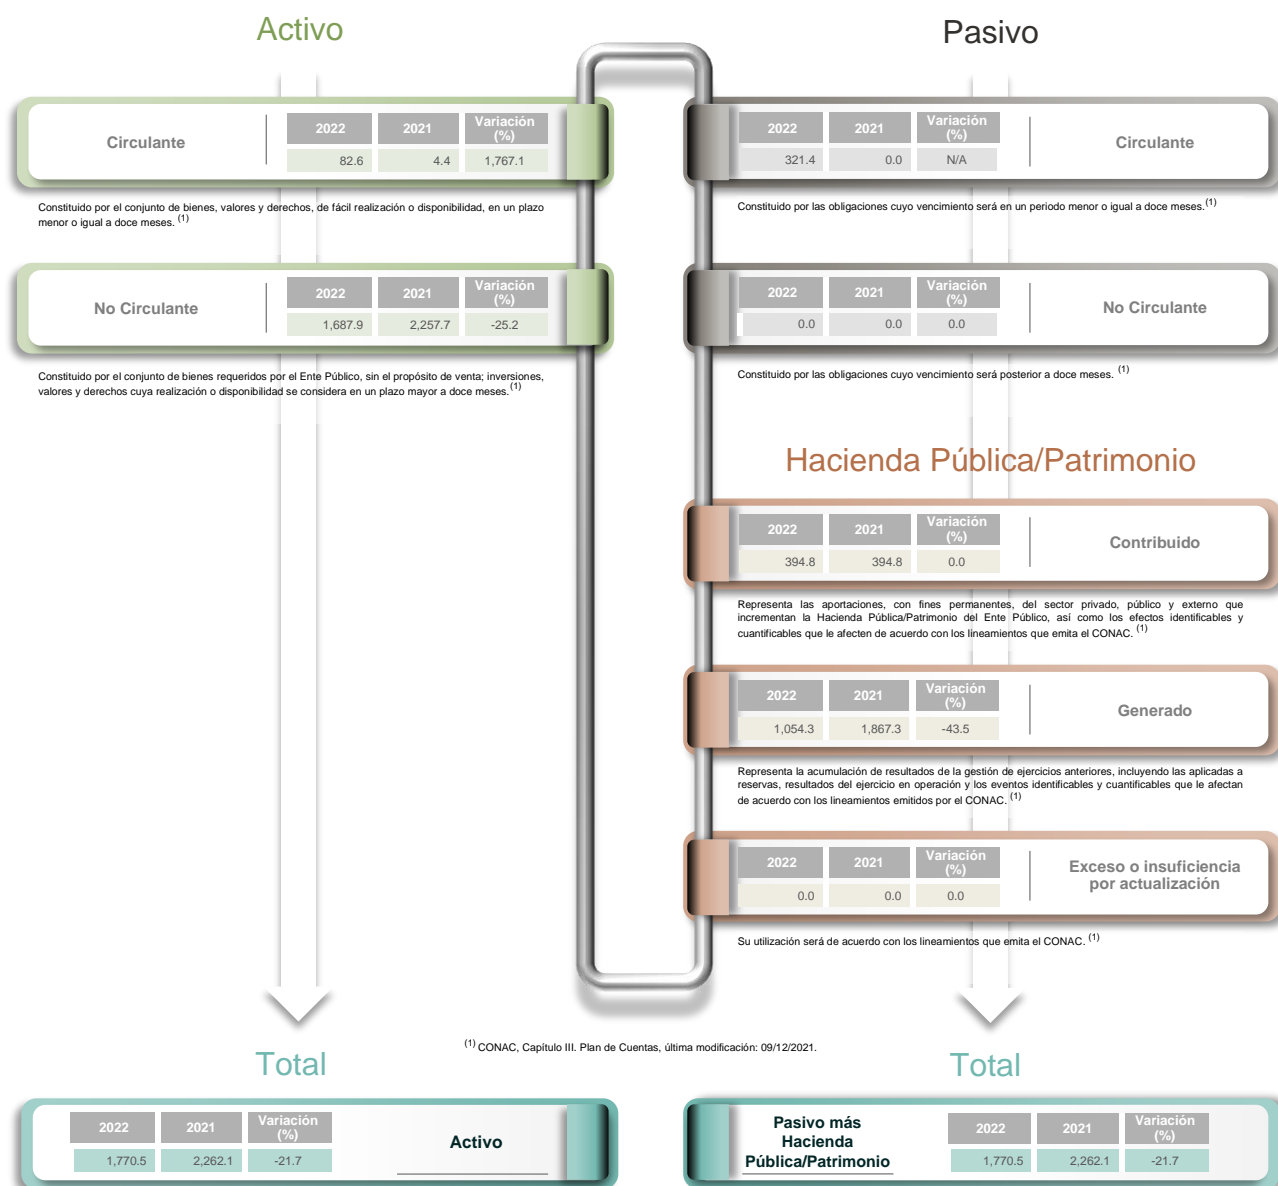 Activo
Circulante
2022 2021 Variación (%)
82.6 4.4 1,767.1
Constituido por el conjunto de bienes, valores y derechos, de fácil realización o disponibilidad, en un plazo
menor o igual a doce meses. (1)
No Circulante
2022 2021 Variación (%)
1,687.9 2,257.7 -25.2
Constituido por el conjunto de bienes requeridos por el Ente Público, sin el propósito de venta; inversiones,
valores y derechos cuya realización o disponibilidad se considera en un plazo mayor a doce meses. (1)
Pasivo
2022 2021 Variación (%)
321.4 0.0 N/A
Circulante
Constituido por las obligaciones cuyo vencimiento será en un periodo menor o igual a doce meses. (1)
2022 2021 Variación (%)
0.0 0.0 0.0
No Circulante
Constituido por las obligaciones cuyo vencimiento será posterior a doce meses. (1)
Hacienda Pública/Patrimonio
2022 2021 Variación (%)
394.8 394.8 0.0
Contribuido
Representa las aportaciones, con fines permanentes, del sector privado, público y externo que
incrementan la Hacienda Pública/Patrimonio del Ente Público, así como los efectos identificables y
cuantificables que le afecten de acuerdo con los lineamientos que emita el CONAC. (1)
2022 2021 Variación (%)
1,054.3 1,867.3 -43.5
Generado
Representa la acumulación de resultados de la gestión de ejercicios anteriores, incluyendo las aplicadas a
reservas, resultados del ejercicio en operación y los eventos identificables y cuantificables que le afectan
de acuerdo con los lineamientos emitidos por el CONAC. (1)
2022 2021 Variación (%)
0.0 0.0 0.0
Exceso o insuficiencia
por actualización
Su utilización será de acuerdo con los lineamientos que emita el CONAC. (1)
(1) CONAC, Capítulo III. Plan de Cuentas, última modificación: 09/12/2021.
Total
2022 2021 Variación (%)
1,770.5 2,262.1 -21.7
Activo
Total
Pasivo más
Hacienda
Pública/Patrimonio
2022 2021 Variación (%)
1,770.5 2,262.1 -21.7